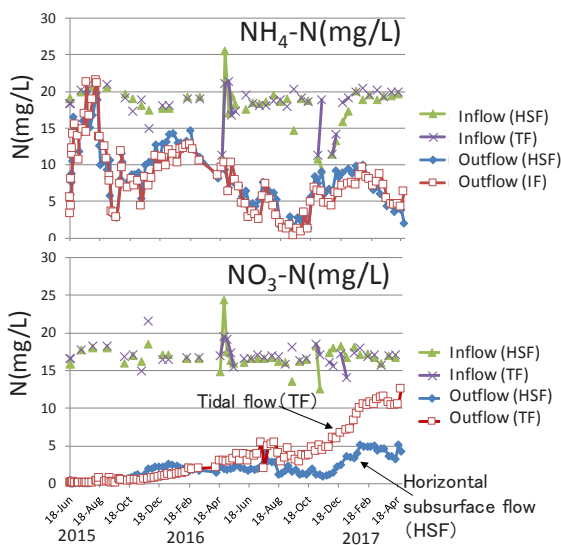 NH₄-N(mg/L)
N(mg/L)
30
25
20
15
10
5
0
Inflow (HSF)
Inflow (TF)
Outflow (HSF)
Outflow (IF)
NO₃-N(mg/L)
N(mg/L)
30
25
20
15
10
5
0
Inflow (HSF)
Inflow (TF)
Outflow (HSF)
Outflow (TF)
Tidal flow (TF)
Horizontal
subsurface flow
(HSF)
18-Jun
18-Aug
18-Oct
18-Dec
18-Feb
18-Apr
18-Jun
18-Aug
18-Oct
18-Dec
18-Feb
18-Apr
2015
2016
2017